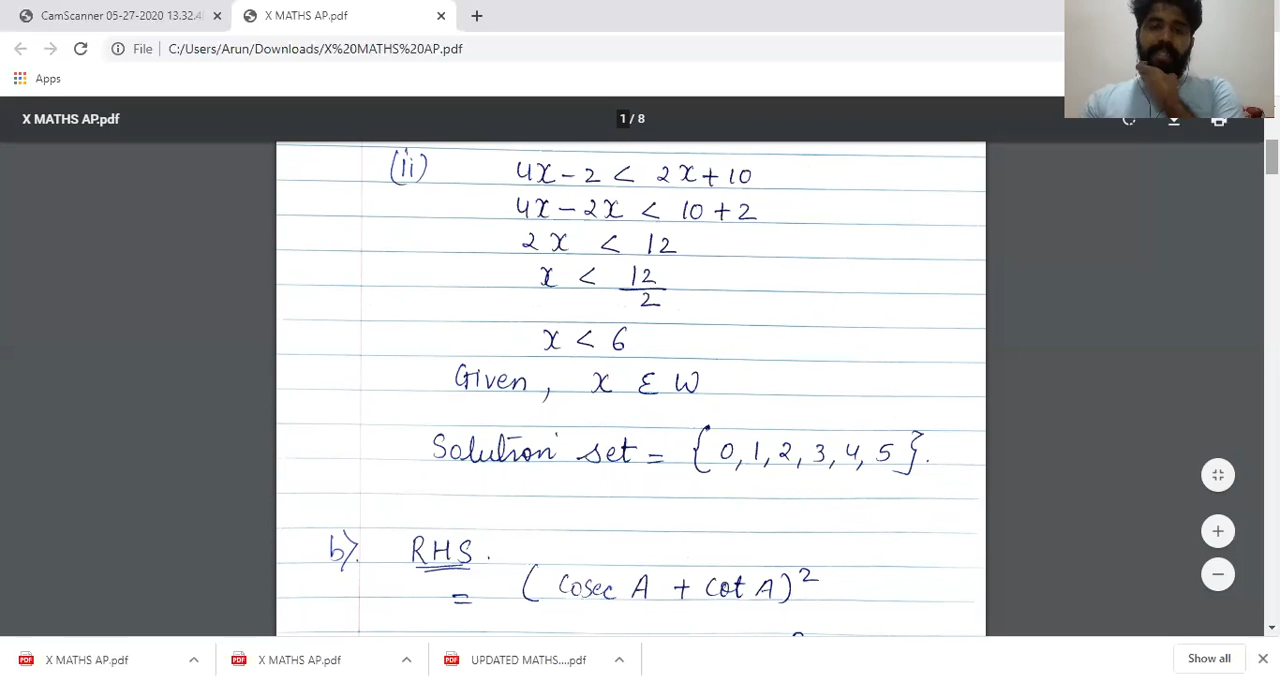 CamScanner 05-27-2020 13.32.4
X MATHS AP.pdf
File
C:/Users/Arun/Downloads/X%20MATHS%20AP.pdf
Apps
X MATHS AP.pdf
1 / 8
(ii) 4x - 2 < 2x + 10
4x - 2x < 10 + 2
2x < 12
x < 12
2
x < 6
Given, x Ɛ W
Solution set = {0, 1, 2, 3, 4, 5}.
b). RHS.
= (cosec A + cot A)²
X MATHS AP.pdf
X MATHS AP.pdf
UPDATED MATHS....pdf
Show all